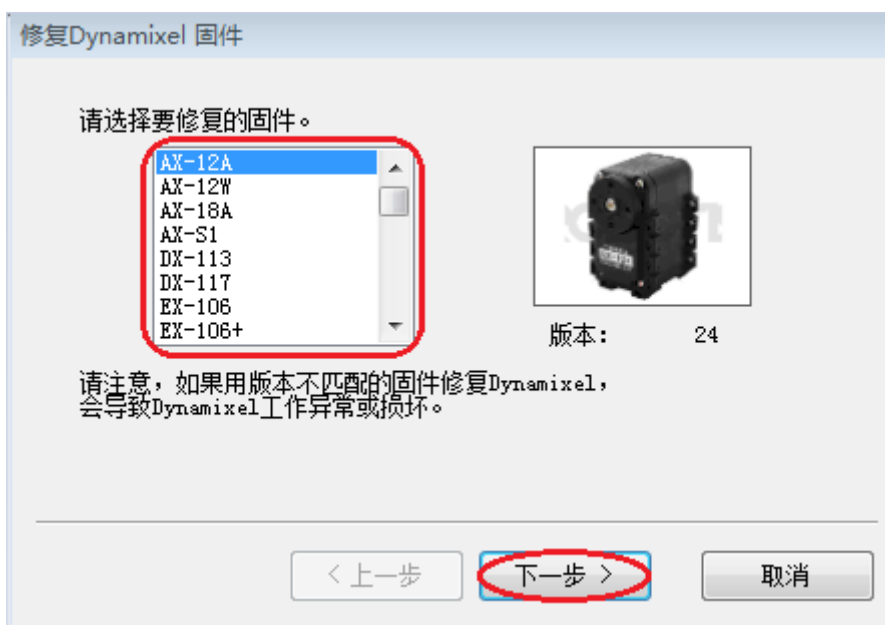 修复Dynamixel 固件
请选择要修复的固件。
AX-12A
AX-12W
AX-18A
AX-S1
DX-113
DX-117
EX-106
EX-106+
版本: 24
请注意，如果用版本不匹配的固件修复Dynamixel，
会导致Dynamixel工作异常或损坏。
< 上一步
下一步 >
取消